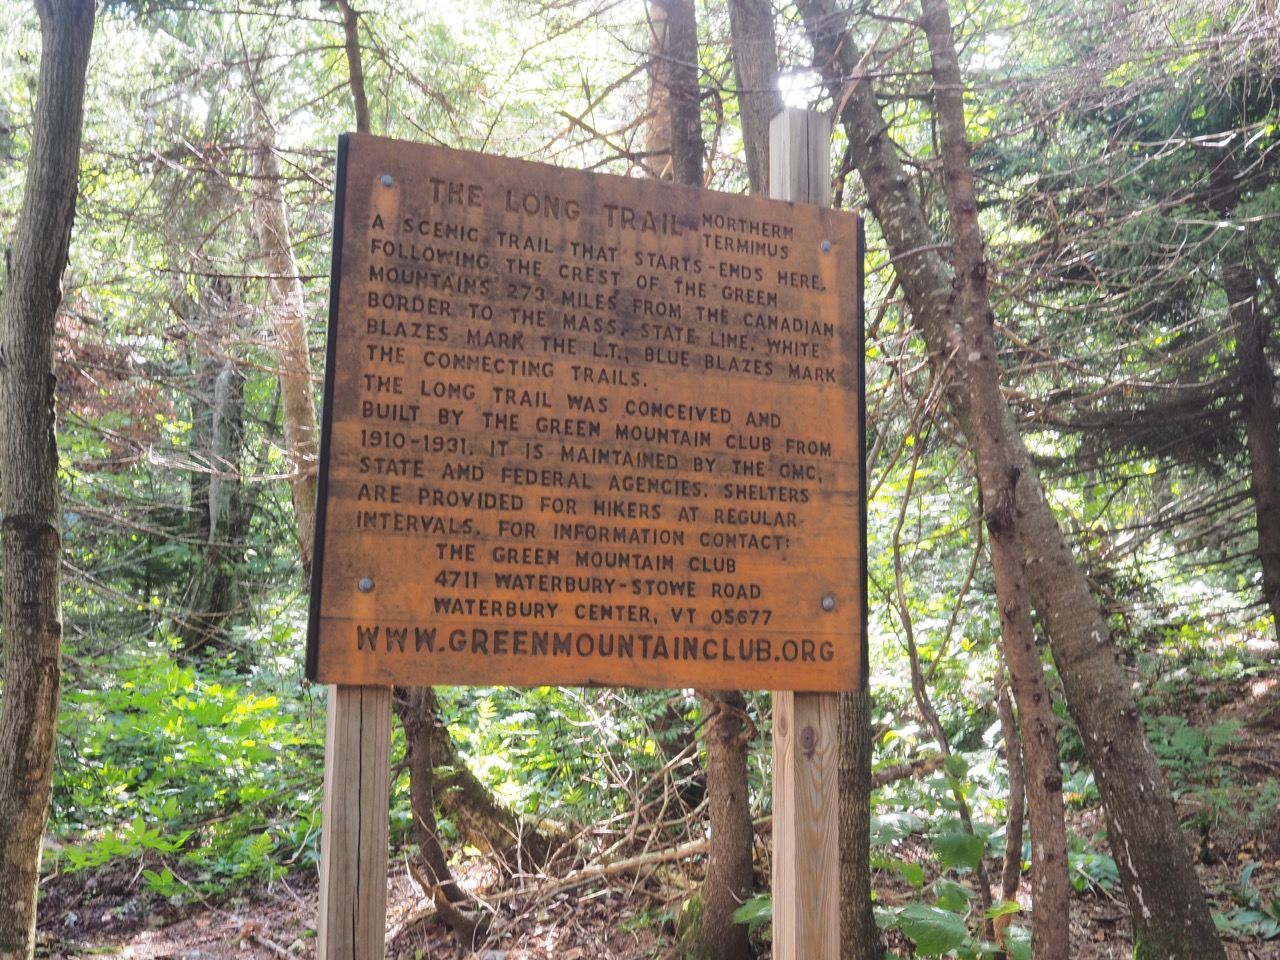 THE LONG TRAIL - NORTHERN TERMINUS
A SCENIC TRAIL THAT STARTS-ENDS HERE,
FOLLOWING THE CREST OF THE GREEN
MOUNTAINS 273 MILES FROM THE CANADIAN
BORDER TO THE MASS. STATE LINE. WHITE
BLAZES MARK THE L.T., BLUE BLAZES MARK
THE CONNECTING TRAILS.
THE LONG TRAIL WAS CONCEIVED AND
BUILT BY THE GREEN MOUNTAIN CLUB FROM
1910-1931. IT IS MAINTAINED BY THE GMC,
STATE AND FEDERAL AGENCIES. SHELTERS
ARE PROVIDED FOR HIKERS AT REGULAR
INTERVALS. FOR INFORMATION CONTACT:
THE GREEN MOUNTAIN CLUB
4711 WATERBURY-STOWE ROAD
WATERBURY CENTER, VT 05677
WWW.GREENMOUNTAINCLUB.ORG